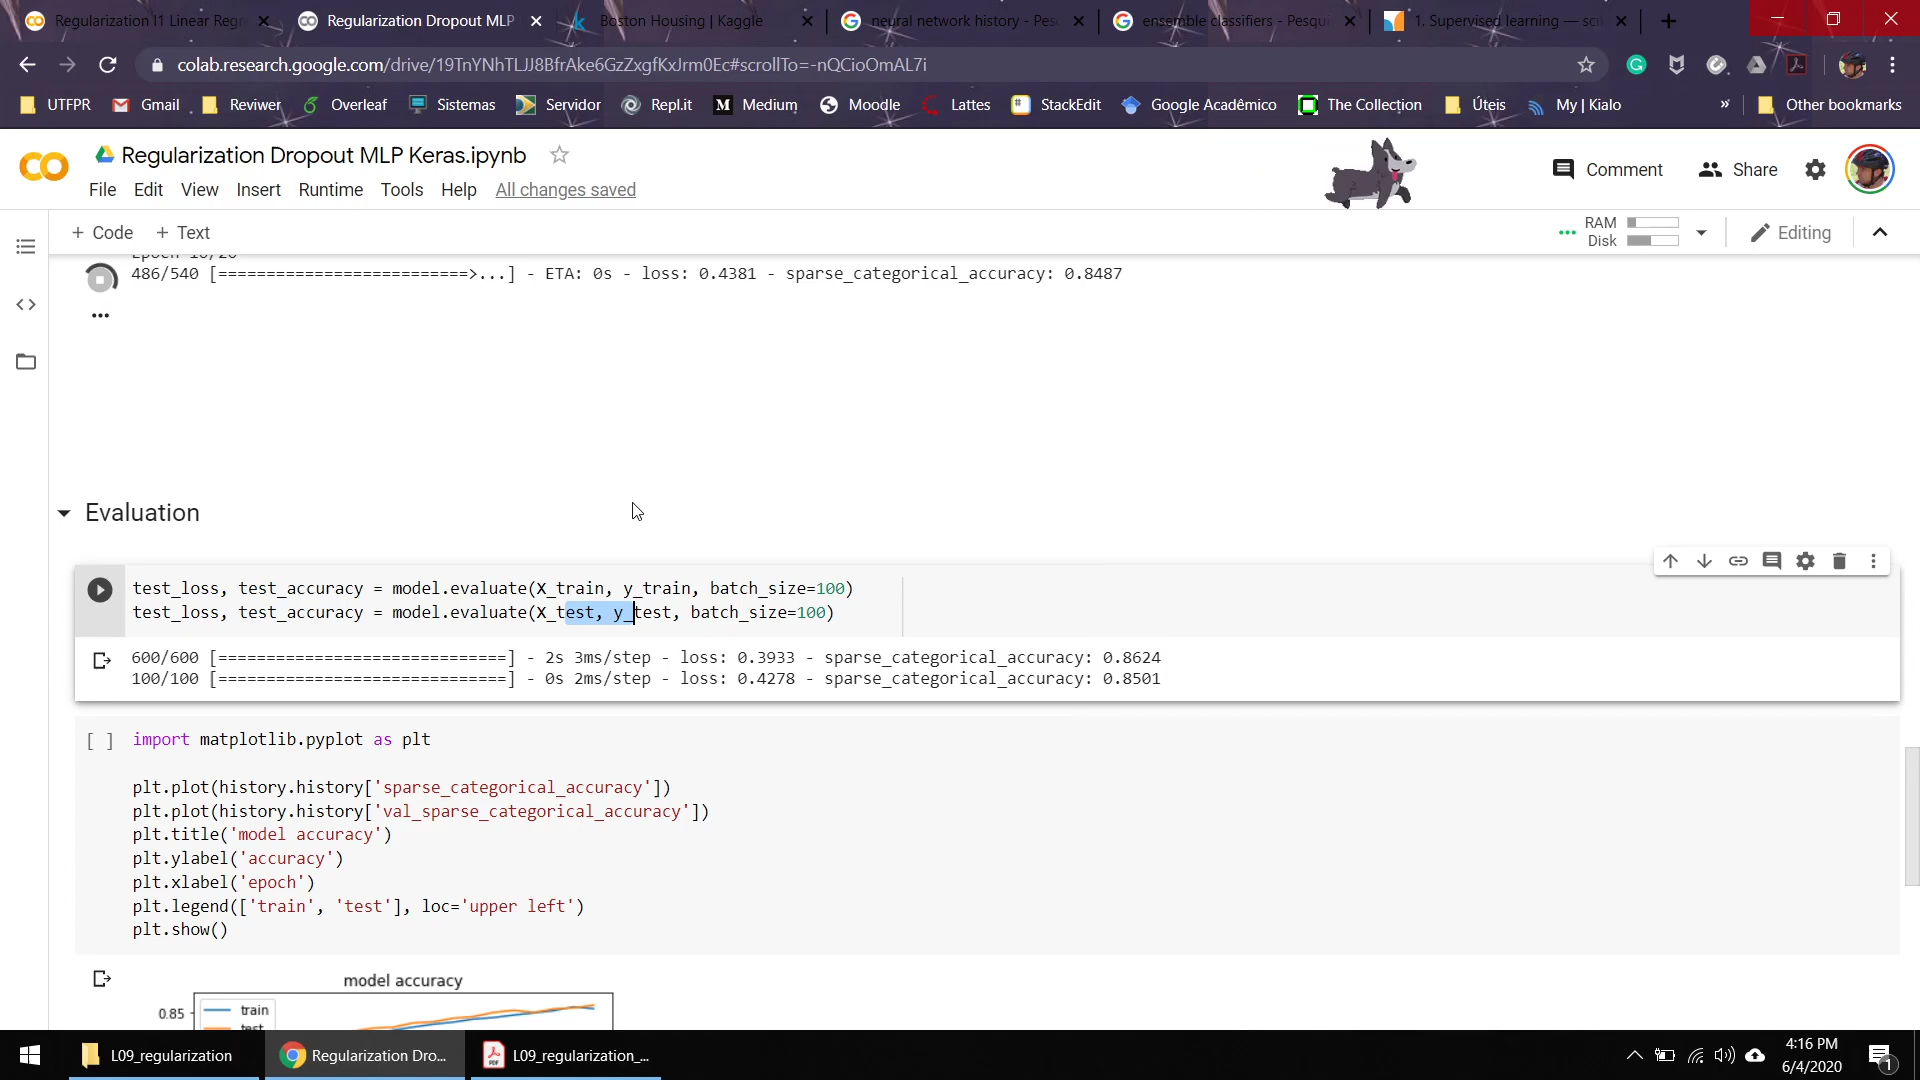 Regularization l1 Linear Regr
Regularization Dropout MLP
Boston Housing | Kaggle
neural network history - Pesq
ensemble classifiers - Pesqui
1. Supervised learning — sci
colab.research.google.com/drive/19TnYNhTLJJ8BfrAke6GzZxgfKxJrm0Ec#scrollTo=-nQCioOmAL7i
UTFPR
Gmail
Reviwer
Overleaf
Sistemas
Servidor
Repl.it
Medium
Moodle
Lattes
StackEdit
Google Acadêmico
The Collection
Úteis
My | Kialo
»
Other bookmarks
Regularization Dropout MLP Keras.ipynb
Comment
Share
File Edit View Insert Runtime Tools Help All changes saved
+ Code + Text
RAM
Disk
Editing
486/540 [==========================>...] - ETA: 0s - loss: 0.4381 - sparse_categorical_accuracy: 0.8487
Evaluation
test_loss, test_accuracy = model.evaluate(X_train, y_train, batch_size=100)
test_loss, test_accuracy = model.evaluate(X_test, y_test, batch_size=100)
600/600 [==============================] - 2s 3ms/step - loss: 0.3933 - sparse_categorical_accuracy: 0.8624
100/100 [==============================] - 0s 2ms/step - loss: 0.4278 - sparse_categorical_accuracy: 0.8501
[ ] import matplotlib.pyplot as plt
plt.plot(history.history['sparse_categorical_accuracy'])
plt.plot(history.history['val_sparse_categorical_accuracy'])
plt.title('model accuracy')
plt.ylabel('accuracy')
plt.xlabel('epoch')
plt.legend(['train', 'test'], loc='upper left')
plt.show()
model accuracy
0.85
train
test
L09_regularization
Regularization Dro...
L09_regularization_...
4:16 PM
6/4/2020
1